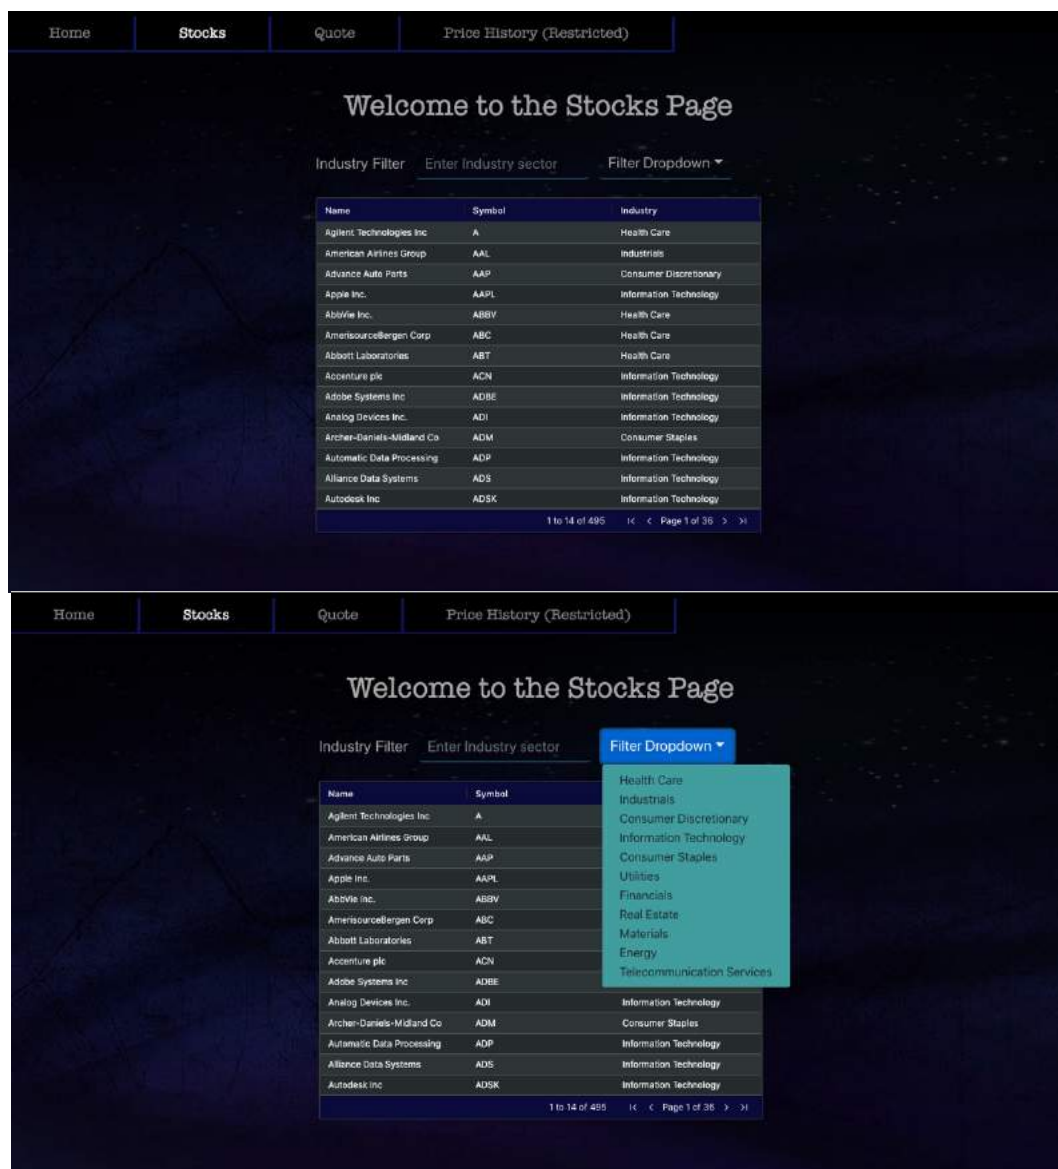 Home Stocks Quote Price History (Restricted)
Welcome to the Stocks Page
Industry Filter Enter Industry sector Filter Dropdown
Name Symbol Industry
Agilent Technologies Inc A Health Care
American Airlines Group AAL Industrials
Advance Auto Parts AAP Consumer Discretionary
Apple Inc. AAPL Information Technology
AbbVie Inc. ABBV Health Care
AmerisourceBergen Corp ABC Health Care
Abbott Laboratories ABT Health Care
Accenture plc ACN Information Technology
Adobe Systems Inc ADBE Information Technology
Analog Devices Inc. ADI Information Technology
Archer-Daniels-Midland Co ADM Consumer Staples
Automatic Data Processing ADP Information Technology
Alliance Data Systems ADS Information Technology
Autodesk Inc ADSK Information Technology
1 to 14 of 495 Page 1 of 36
Home Stocks Quote Price History (Restricted)
Welcome to the Stocks Page
Industry Filter Enter Industry sector Filter Dropdown
Health Care
Industrials
Consumer Discretionary
Information Technology
Consumer Staples
Utilities
Financials
Real Estate
Materials
Energy
Telecommunication Services
Name Symbol
Agilent Technologies Inc A
American Airlines Group AAL
Advance Auto Parts AAP
Apple Inc. AAPL
AbbVie Inc. ABBV
AmerisourceBergen Corp ABC
Abbott Laboratories ABT
Accenture plc ACN
Adobe Systems Inc ADBE
Analog Devices Inc. ADI Information Technology
Archer-Daniels-Midland Co ADM Consumer Staples
Automatic Data Processing ADP Information Technology
Alliance Data Systems ADS Information Technology
Autodesk Inc ADSK Information Technology
1 to 14 of 495 Page 1 of 36